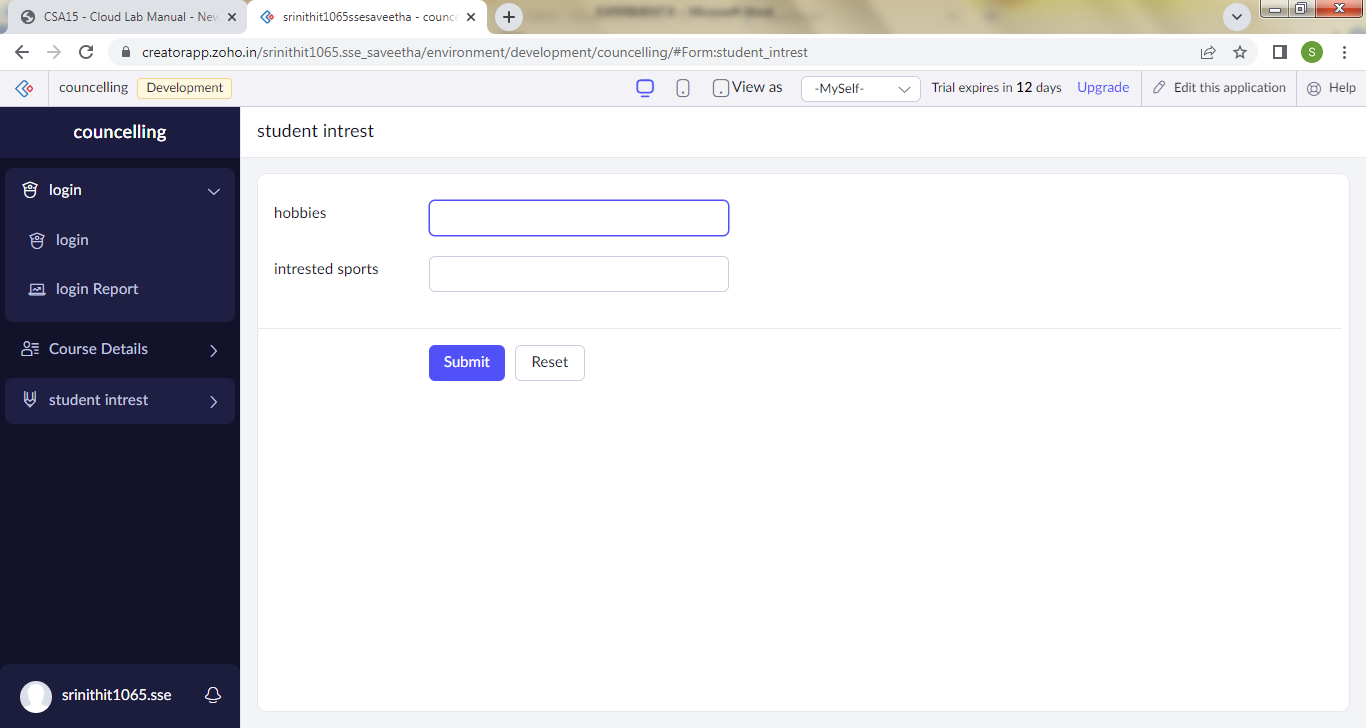 CSA15 - Cloud Lab Manual - New
srinithit1065ssesaveetha - counc
creatorapp.zoho.in/srinithit1065.sse_saveetha/environment/development/councelling/#Form:student_intrest
S
councelling Development View as -MySelf- Trial expires in 12 days Upgrade Edit this application Help
councelling
student intrest
login
login
login Report
Course Details
student intrest
hobbies
intrested sports
Submit Reset
srinithit1065.sse